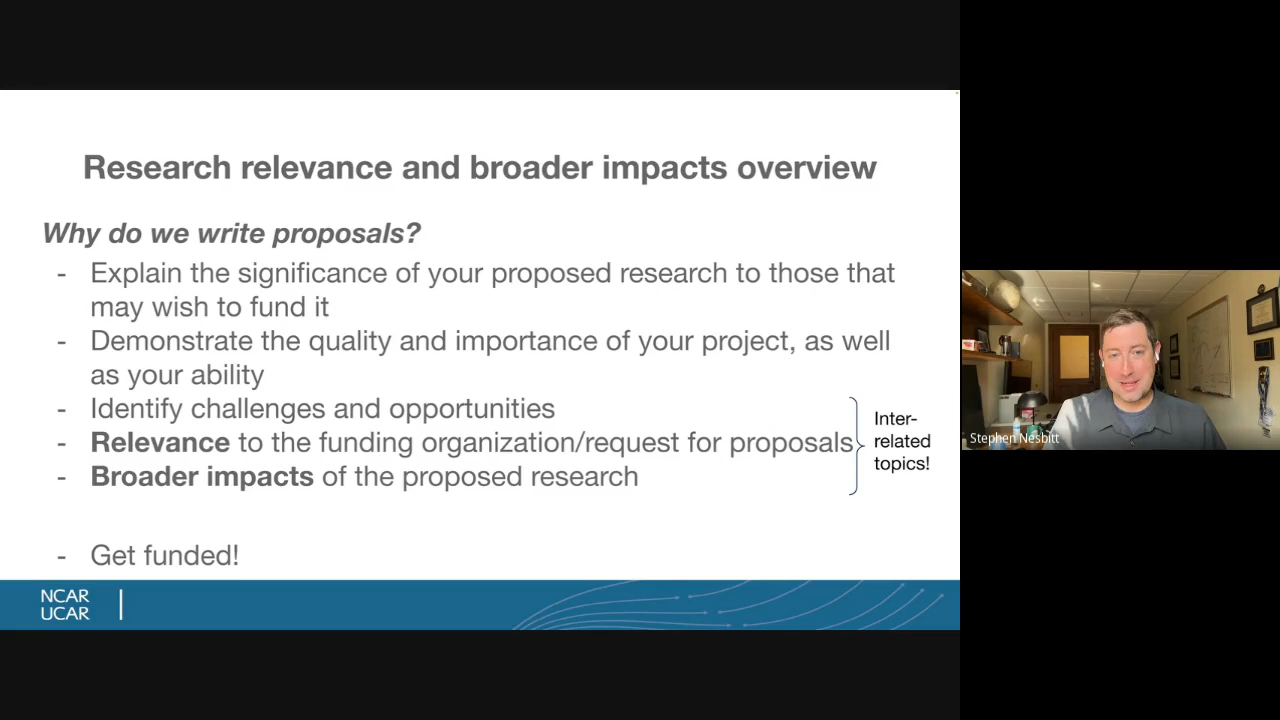 Research relevance and broader impacts overview
Why do we write proposals?
- Explain the significance of your proposed research to those that
may wish to fund it
- Demonstrate the quality and importance of your project, as well
as your ability
- Identify challenges and opportunities
- Relevance to the funding organization/request for proposals
- Broader impacts of the proposed research
Inter-
related
topics!
- Get funded!
NCAR
UCAR
Stephen Nesbitt